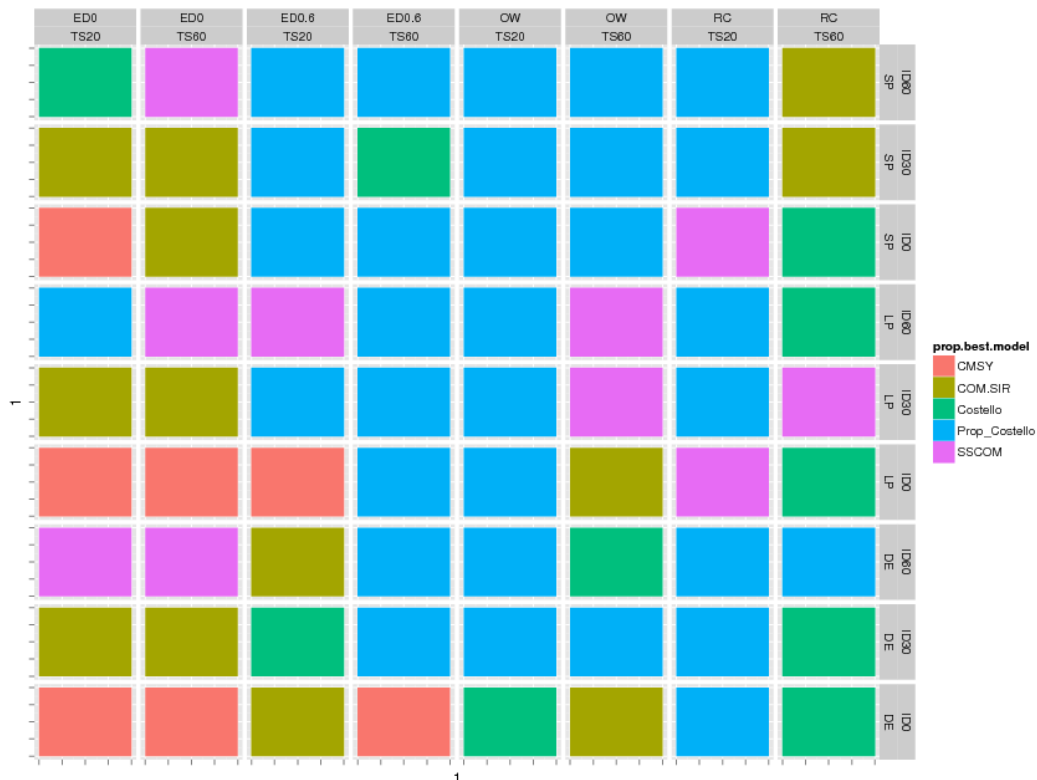 ED0 ED0 ED0.6 ED0.6 OW OW RC RC
TS20 TS60 TS20 TS60 TS20 TS60 TS20 TS60
ID60
SP
ID30
SP
ID0
SP
ID60
LP
ID30
LP
ID0
LP
ID60
DE
ID30
DE
ID0
DE
1
1
prop.best.model
CMSY
COM.SIR
Costello
Prop_Costello
SSCOM